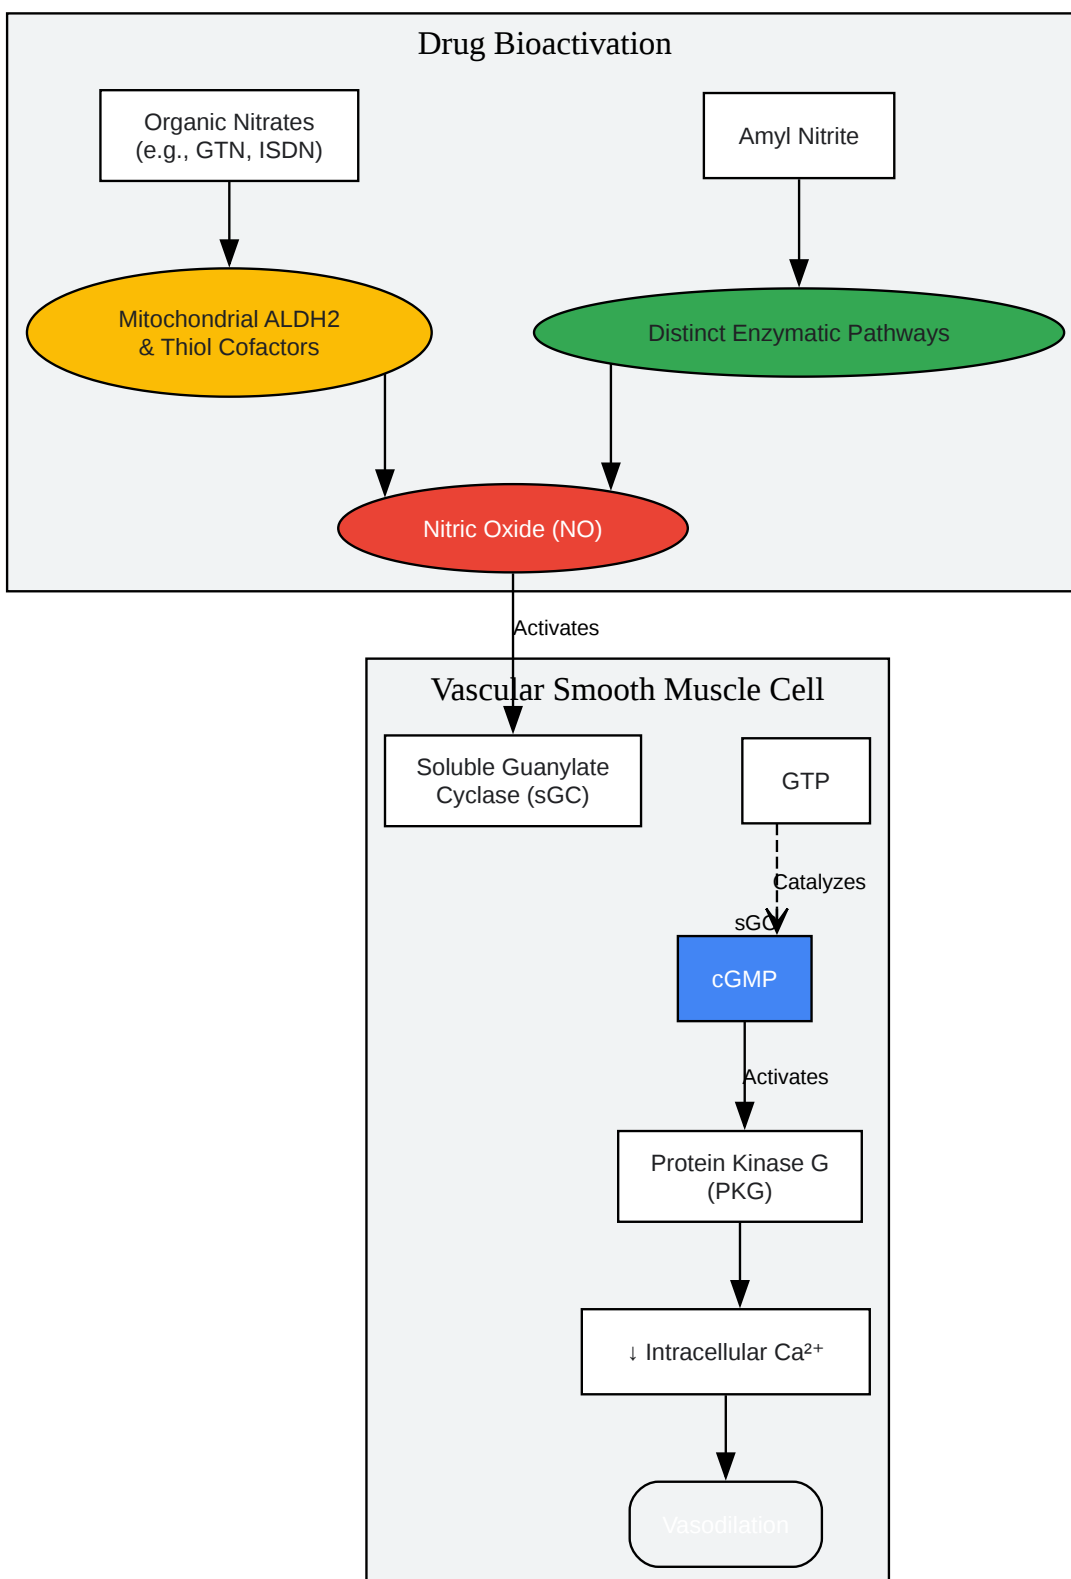 Drug Bioactivation
Organic Nitrates
(e.g., GTN, ISDN)
Amyl Nitrite
Mitochondrial ALDH2
& Thiol Cofactors
Distinct Enzymatic Pathways
Nitric Oxide (NO)
Activates
Vascular Smooth Muscle Cell
Soluble Guanylate
Cyclase (sGC)
GTP
Catalyzes
sGC
cGMP
Activates
Protein Kinase G
(PKG)
↓ Intracellular Ca²⁺
Vasodilation